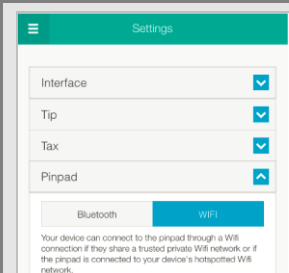 Settings
Interface
Tip
Tax
Pinpad
Bluetooth
WIFI
Your device can connect to the pinpad through a Wifi
connection if they share a trusted private Wifi network or if
the pinpad is connected to your device's hotspotted Wifi
network.